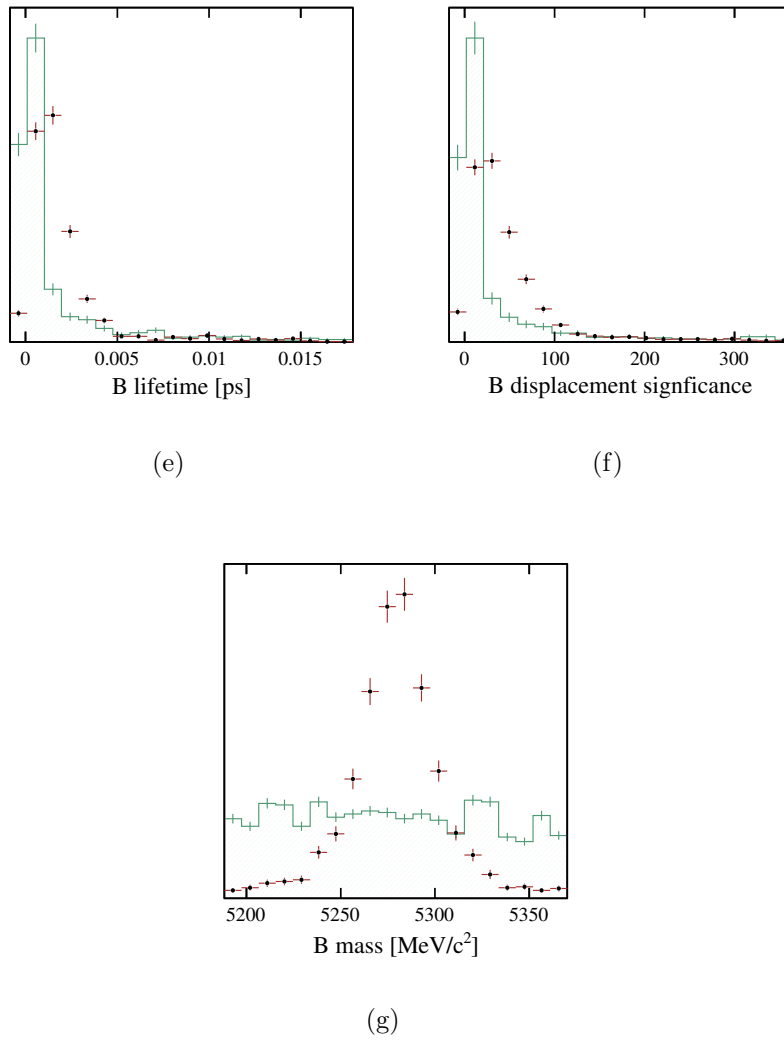 0 0.005 0.01 0.015
B lifetime [ps]
(e)
0 100 200 300
B displacement signficance
(f)
5200 5250 5300 5350
B mass [MeV/c²]
(g)